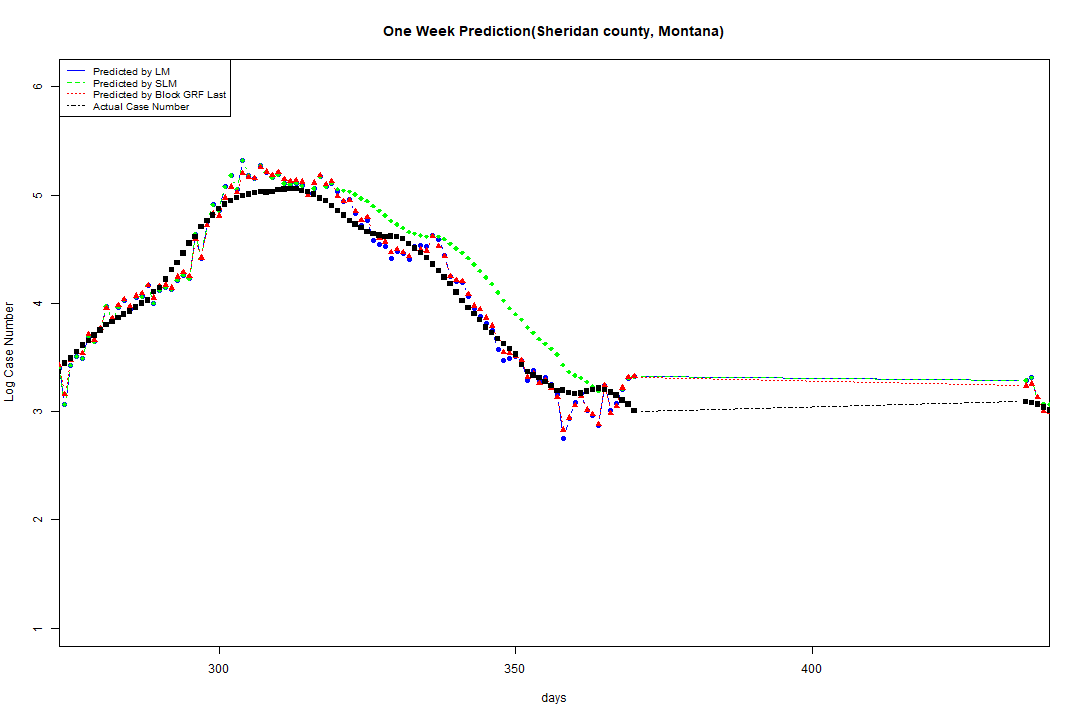 One Week Prediction(Sheridan county, Montana)
Predicted by LM
Predicted by SLM
Predicted by Block GRF Last
Actual Case Number
6
5
4
3
2
1
Log Case Number
300
350
400
days